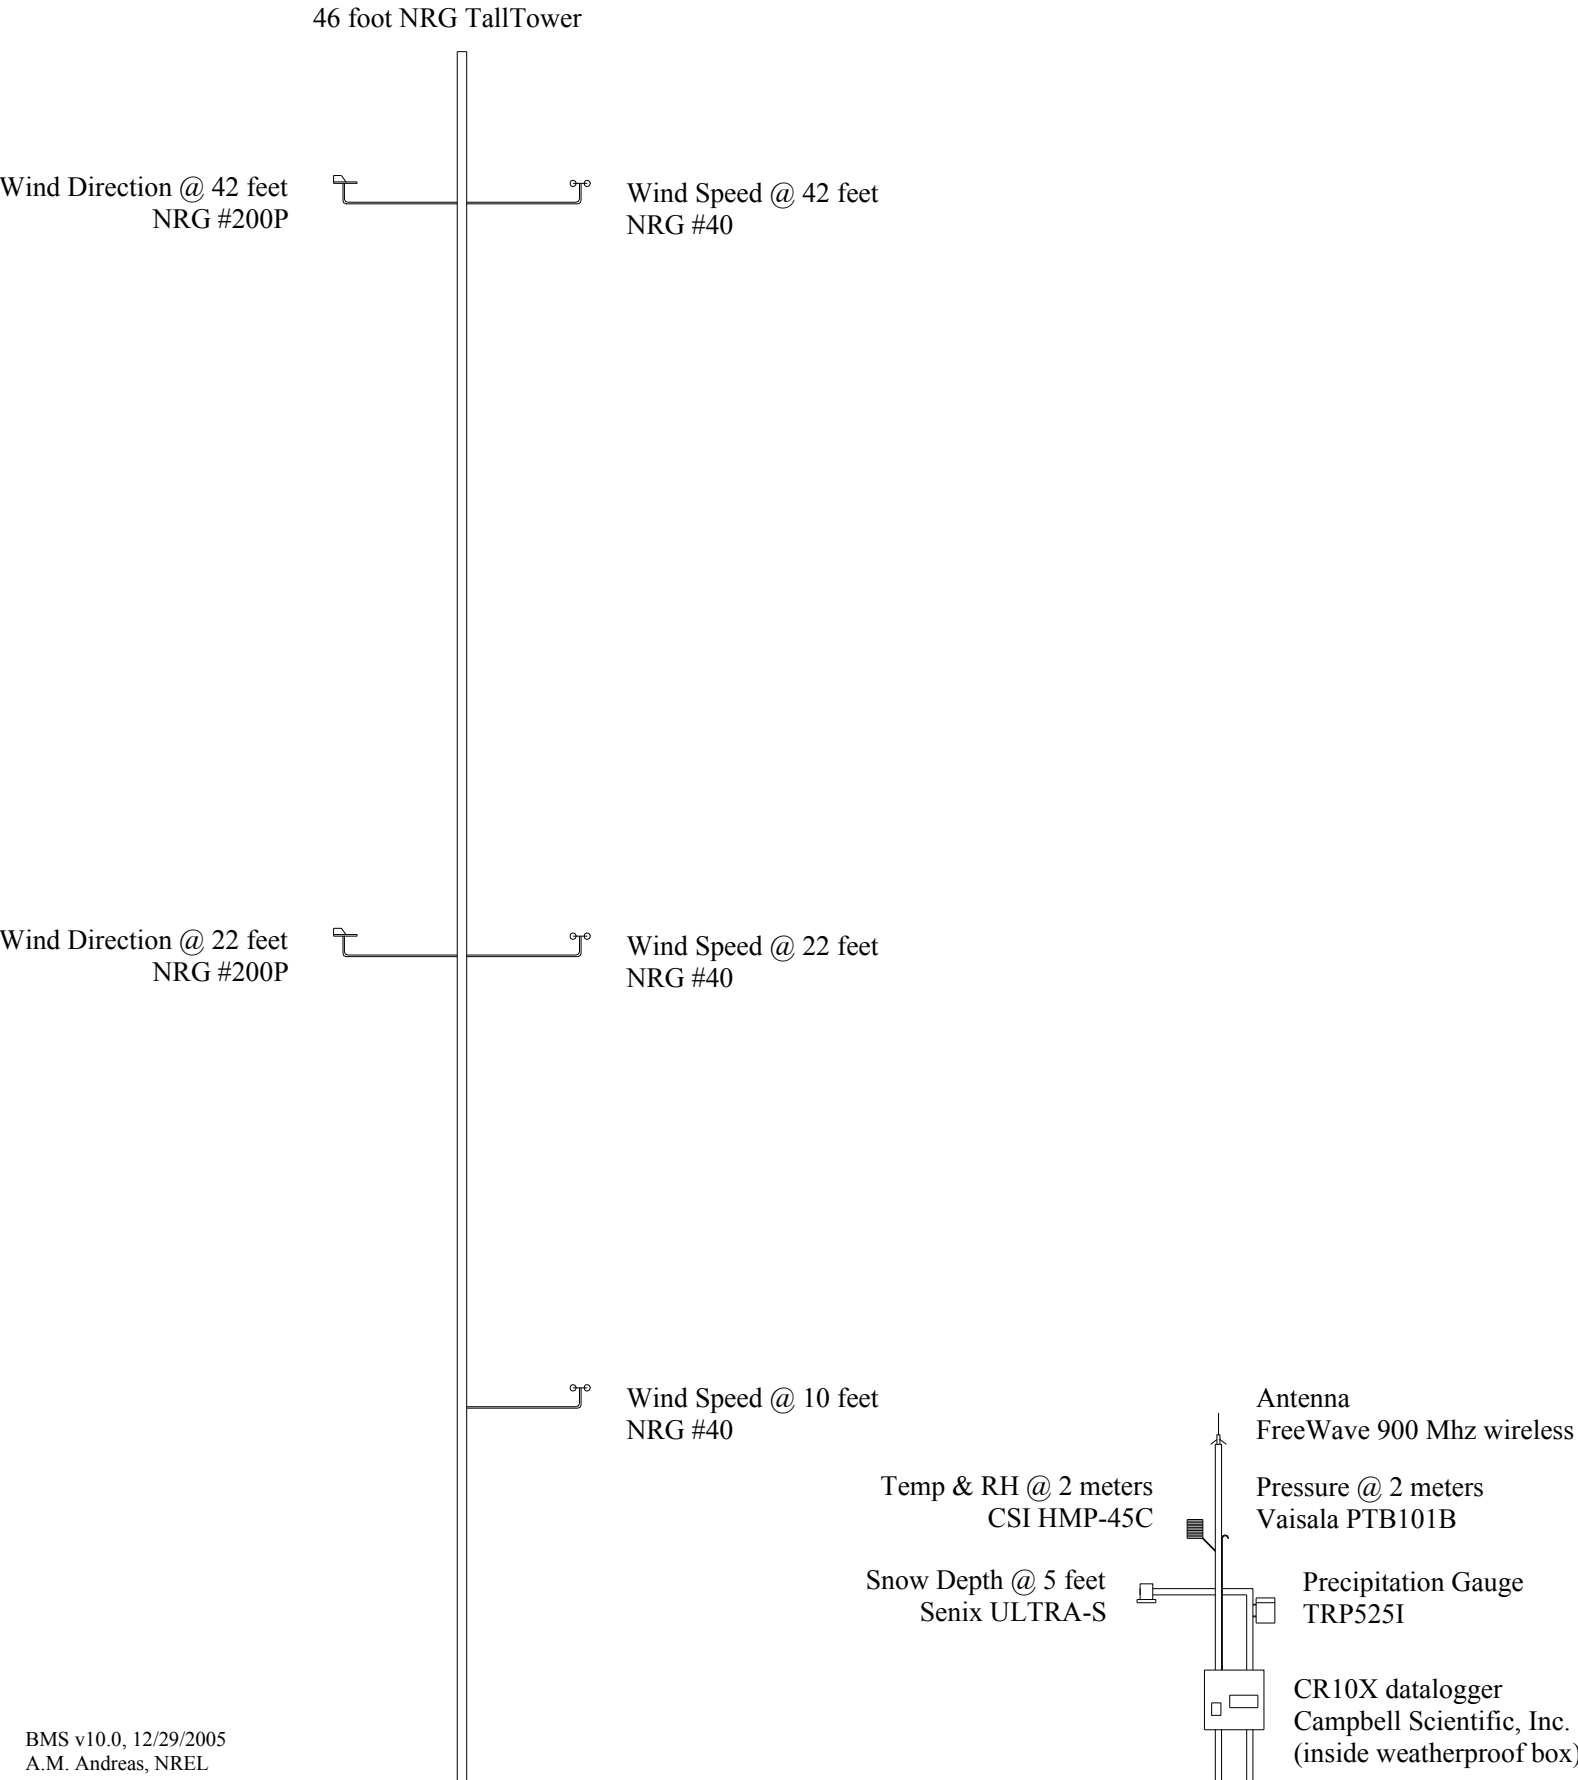 46 foot NRG TallTower
Wind Direction @ 42 feet
NRG #200P
Wind Speed @ 42 feet
NRG #40
Wind Direction @ 22 feet
NRG #200P
Wind Speed @ 22 feet
NRG #40
Wind Speed @ 10 feet
NRG #40
Antenna
FreeWave 900 Mhz wireless
Temp & RH @ 2 meters
CSI HMP-45C
Pressure @ 2 meters
Vaisala PTB101B
Snow Depth @ 5 feet
Senix ULTRA-S
Precipitation Gauge
TRP525I
CR10X datalogger
Campbell Scientific, Inc.
(inside weatherproof box)
BMS v10.0, 12/29/2005
A.M. Andreas, NREL